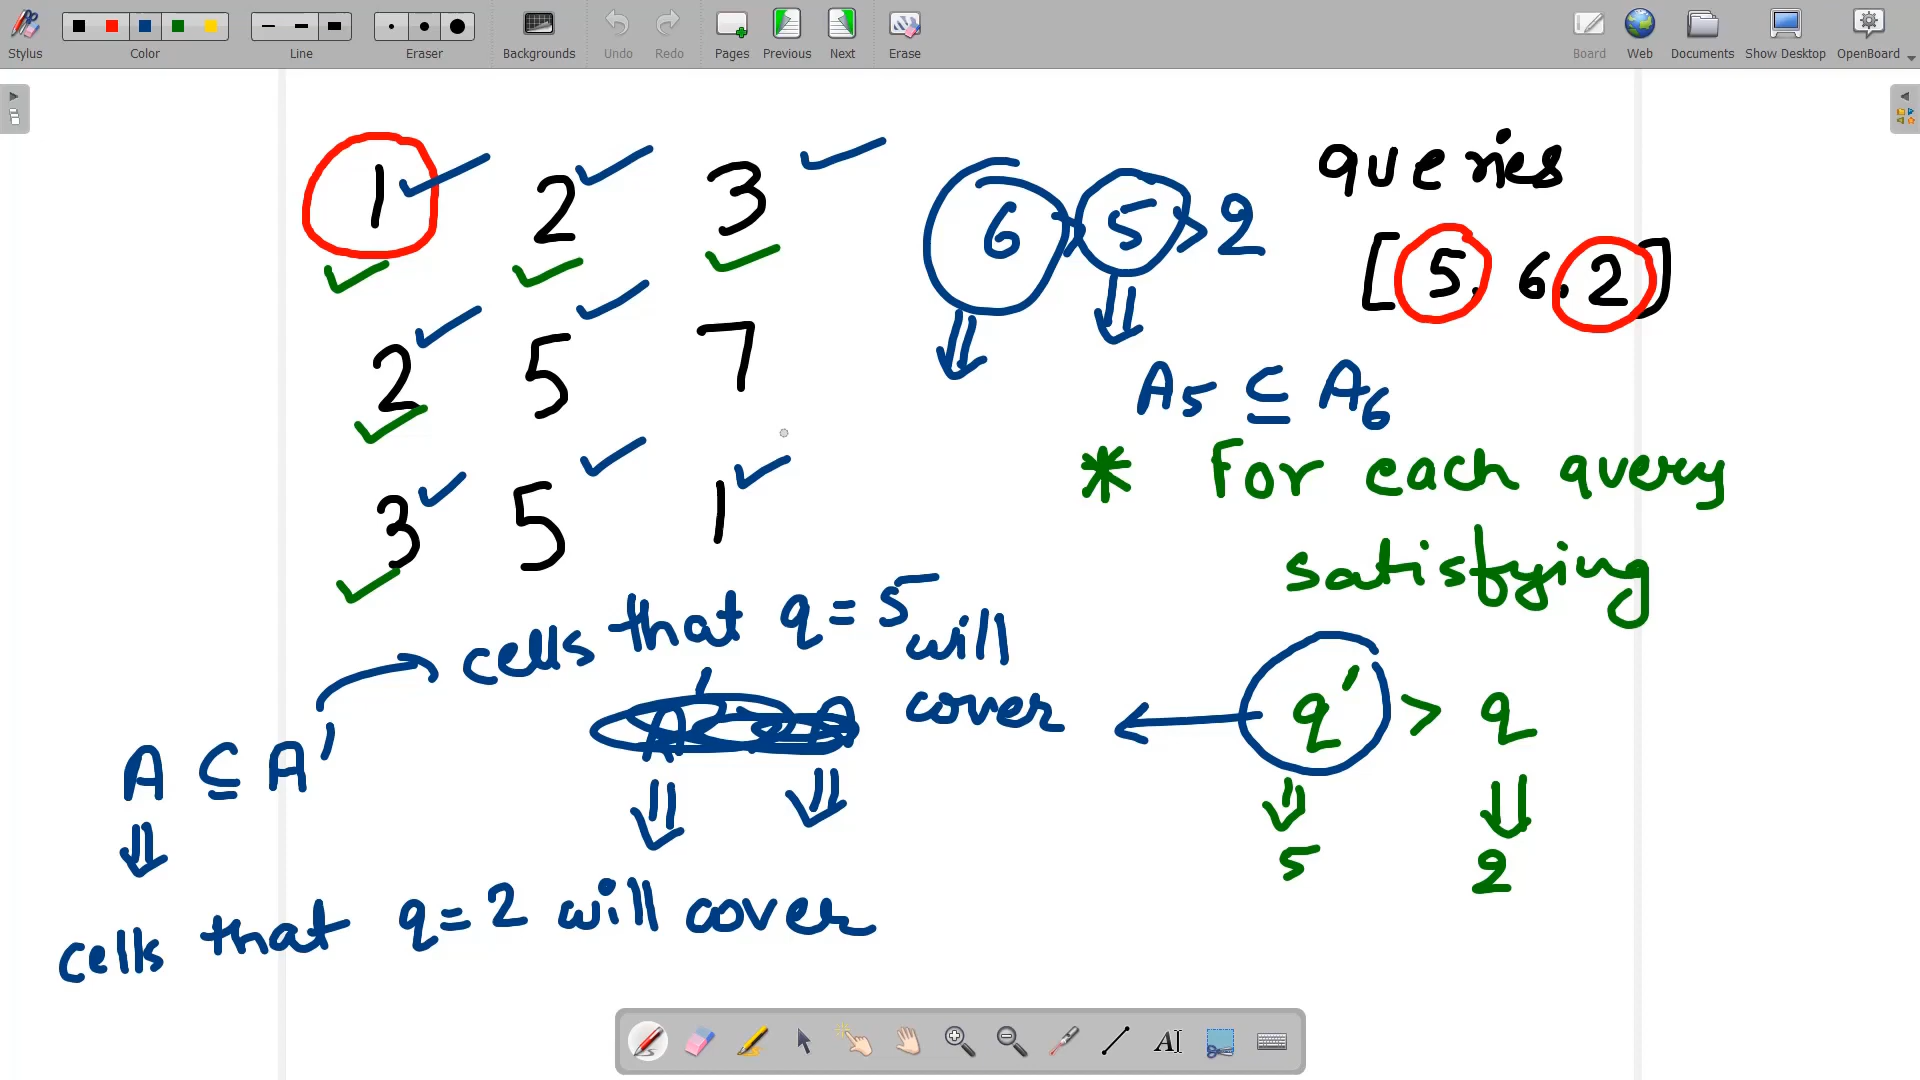 Stylus
Color
Line
Eraser
Backgrounds
Undo
Redo
Pages
Previous
Next
Erase
Board
Web
Documents
Show Desktop
OpenBoard
1 2 3
2 5 7
3 5 1
6 > 5 > 2
queries
[5, 6, 2]
A5 ⊆ A6
* For each query
satisfying
q' > q
5 2
cells that q = 5 will
cover
A ⊆ A'
cells that q = 2 will cover